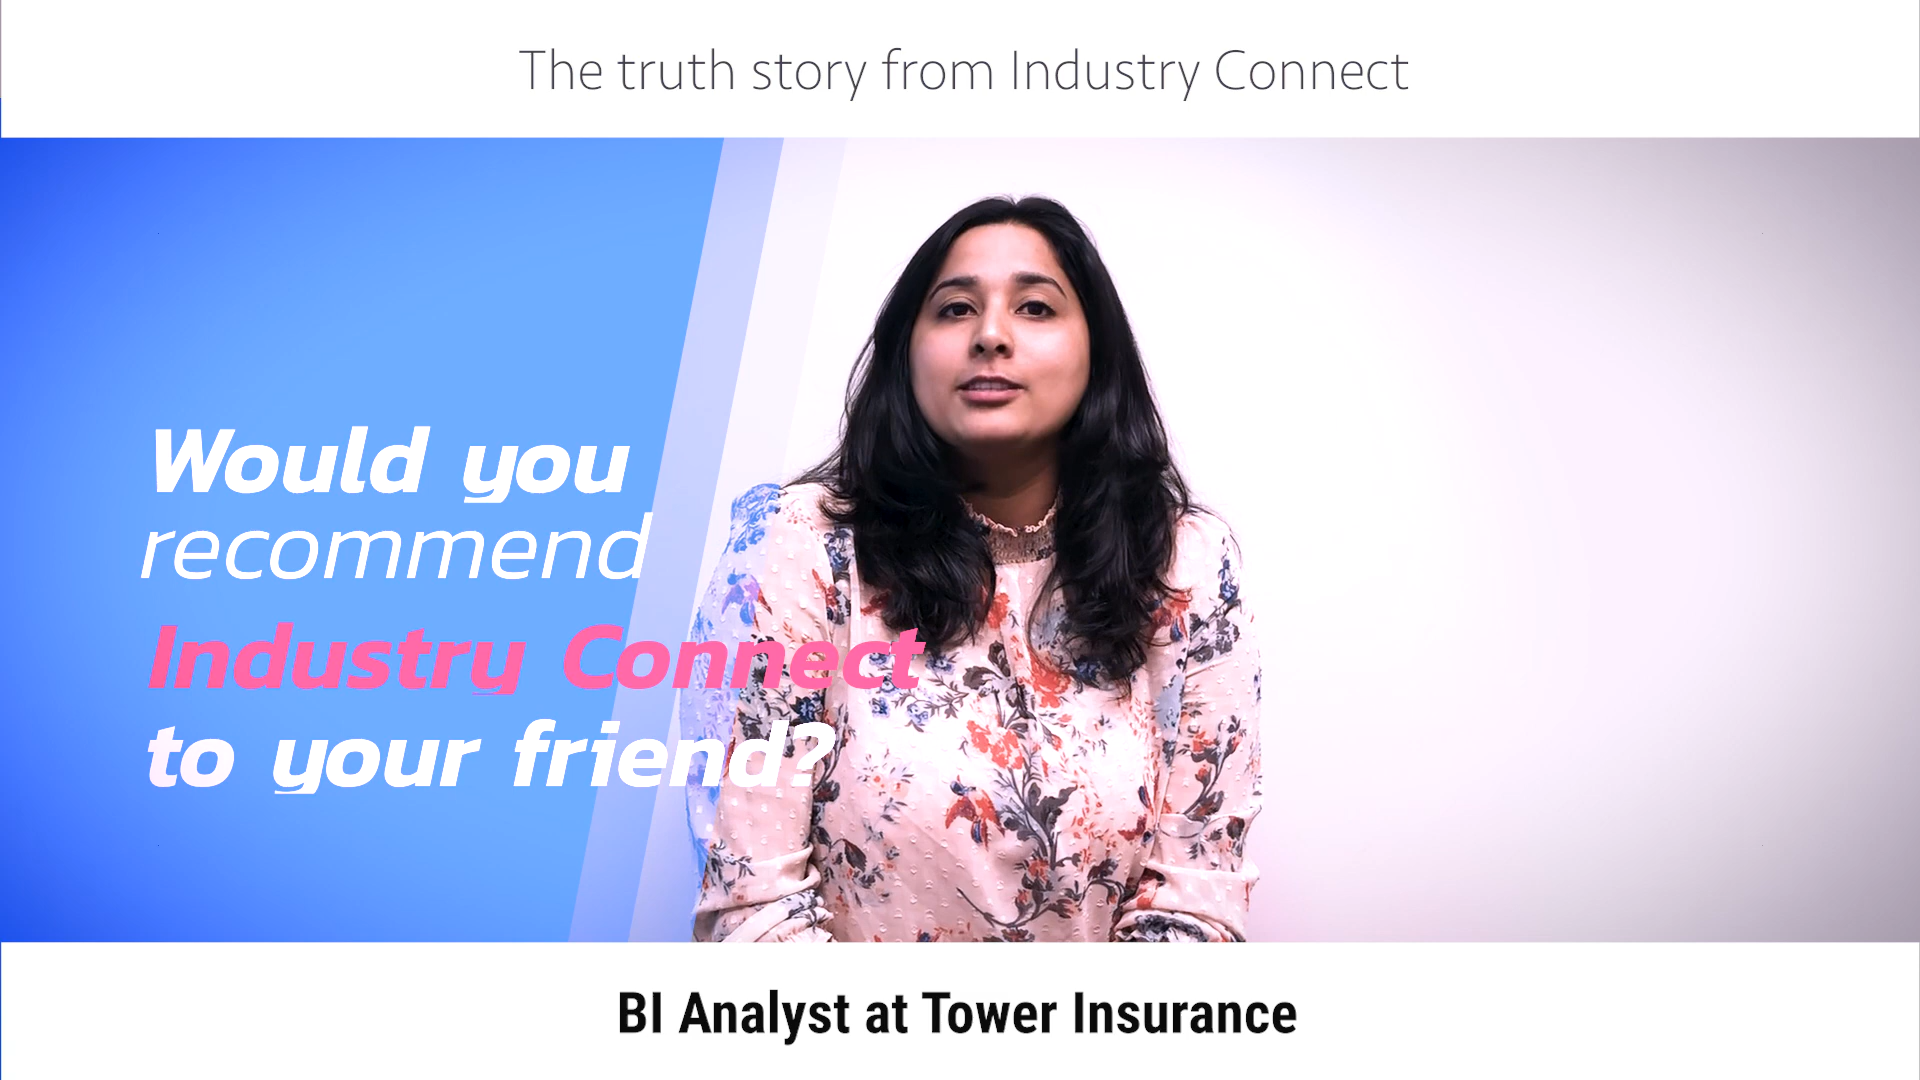 The truth story from Industry Connect
Would you
recommend
Industry Connect
to your friend?
BI Analyst at Tower Insurance